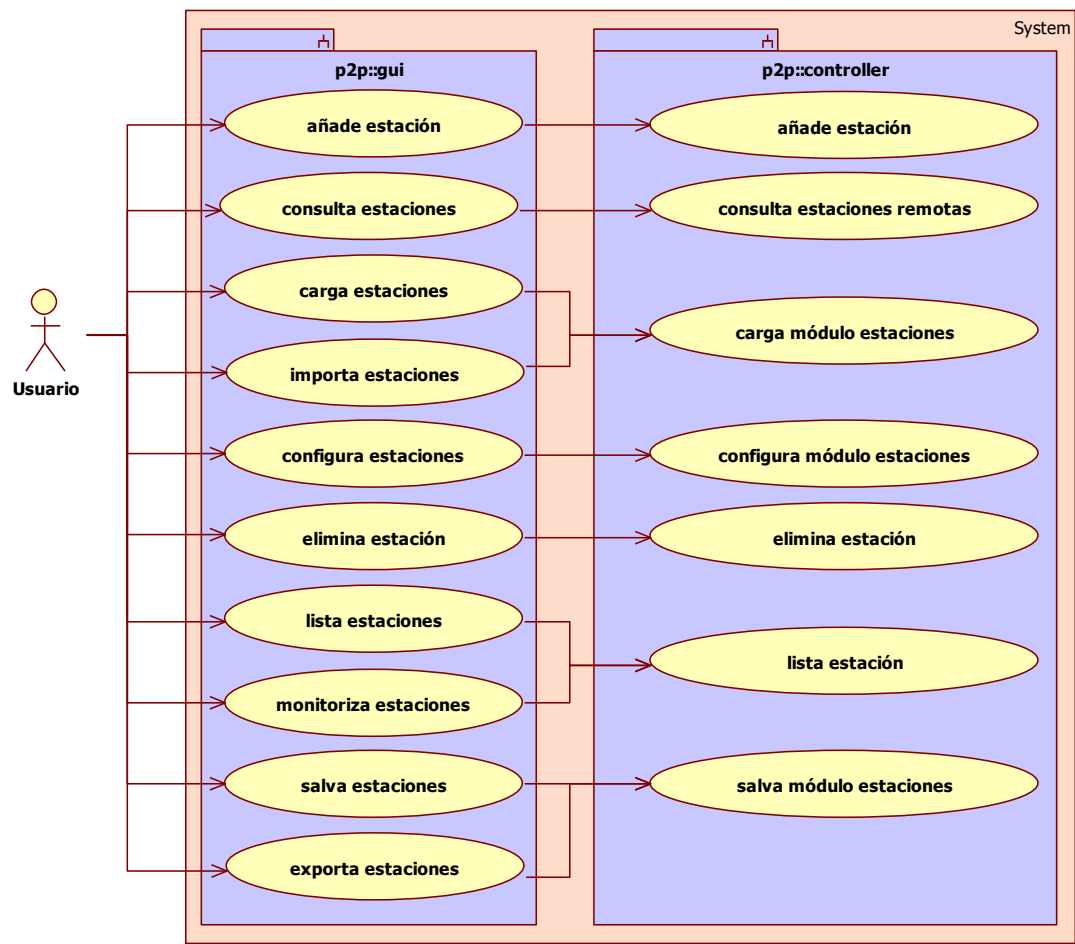 System
p2p::gui
p2p::controller
añade estación
añade estación
consulta estaciones
consulta estaciones remotas
carga estaciones
carga módulo estaciones
importa estaciones
Usuario
configura estaciones
configura módulo estaciones
elimina estación
elimina estación
lista estaciones
lista estación
monitoriza estaciones
salva estaciones
salva módulo estaciones
exporta estaciones